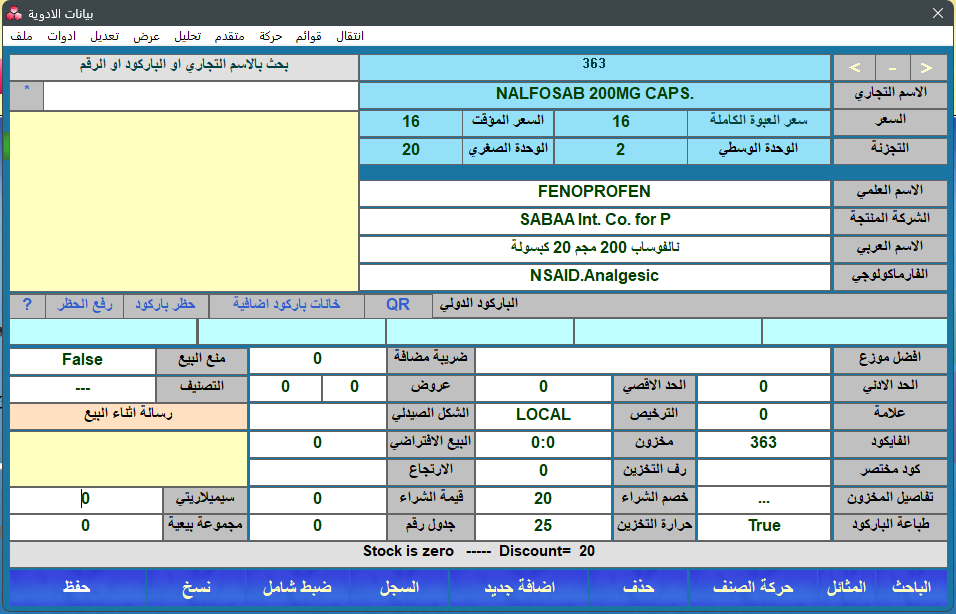 بيانات الادوية
ملف ادوات تعديل عرض تحليل متقدم حركة قوائم انتقال
< - > 363 بحث بالاسم التجاري او الباركود او الرقم
الاسم التجاري NALFOSAB 200MG CAPS. *
السعر سعر العبوة الكاملة 16 السعر المؤقت 16
التجزئة الوحدة الوسطي 2 الوحدة الصغري 20
الاسم العلمي FENOPROFEN
الشركة المنتجة SABAA Int. Co. for P
الاسم العربي نالفوساب 200 مجم 20 كبسولة
الفارماكولوجي NSAID.Analgesic
الباركود الدولي QR خانات باركود اضافية حظر باركود رفع الحظر ?
افضل موزع ضريبة مضافة 0 منع البيع False
الحد الادني 0 الحد الاقصي 0 عروض 0 0 التصنيف ---
علامة 0 الترخيص LOCAL الشكل الصيدلي رسالة اثناء البيع
الفايكود 363 مخزون 0:0 البيع الافتراضي 0
كود مختصر رف التخزين 0 الارتجاع
تفاصيل المخزون ... خصم الشراء 20 قيمة الشراء 0 سيميلاريتي 0
طباعة الباركود True حرارة التخزين 25 جدول رقم 0 مجموعة بيعية 0
Stock is zero ----- Discount= 20
الباحث المثائل حركة الصنف حذف اضافة جديد السجل ضبط شامل نسخ حفظ